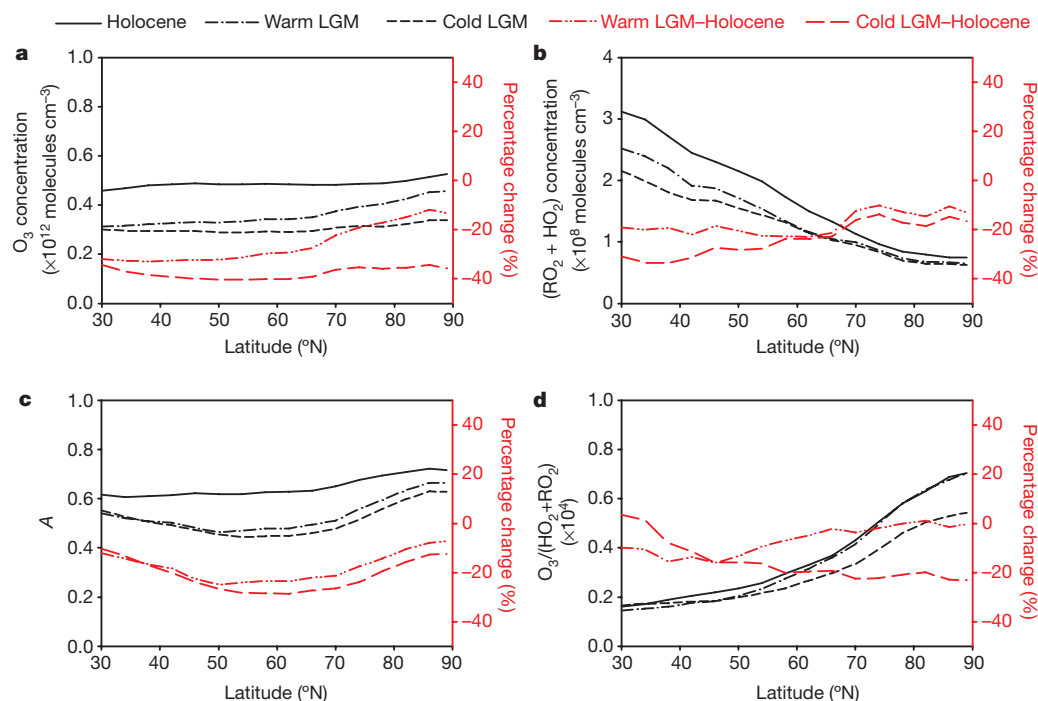 Holocene Warm LGM Cold LGM Warm LGM–Holocene Cold LGM–Holocene
a
O3 concentration
(×10¹² molecules cm⁻³)
1.0
0.8
0.6
0.4
0.2
0.0
40
20
0
−20
−40
Percentage change (%)
30 40 50 60 70 80 90
Latitude (ºN)
b
(RO2 + HO2) concentration
(×10⁸ molecules cm⁻³)
4
3
2
1
0
40
20
0
−20
−40
Percentage change (%)
30 40 50 60 70 80 90
Latitude (ºN)
c
A
1.0
0.8
0.6
0.4
0.2
0.0
40
20
0
−20
−40
Percentage change (%)
30 40 50 60 70 80 90
Latitude (ºN)
d
O3/(HO2+RO2)
(×10⁴)
1.0
0.8
0.6
0.4
0.2
0.0
40
20
0
−20
−40
Percentage change (%)
30 40 50 60 70 80 90
Latitude (ºN)